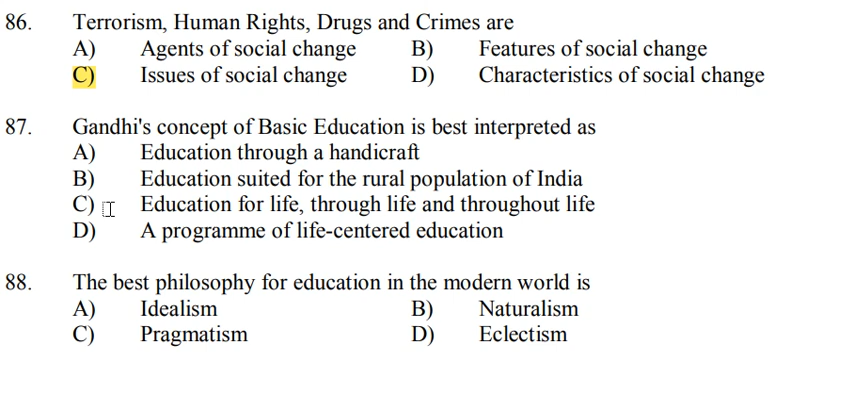 86. Terrorism, Human Rights, Drugs and Crimes are
A) Agents of social change B) Features of social change
C) Issues of social change D) Characteristics of social change
87. Gandhi's concept of Basic Education is best interpreted as
A) Education through a handicraft
B) Education suited for the rural population of India
C) Education for life, through life and throughout life
D) A programme of life-centered education
88. The best philosophy for education in the modern world is
A) Idealism B) Naturalism
C) Pragmatism D) Eclectism